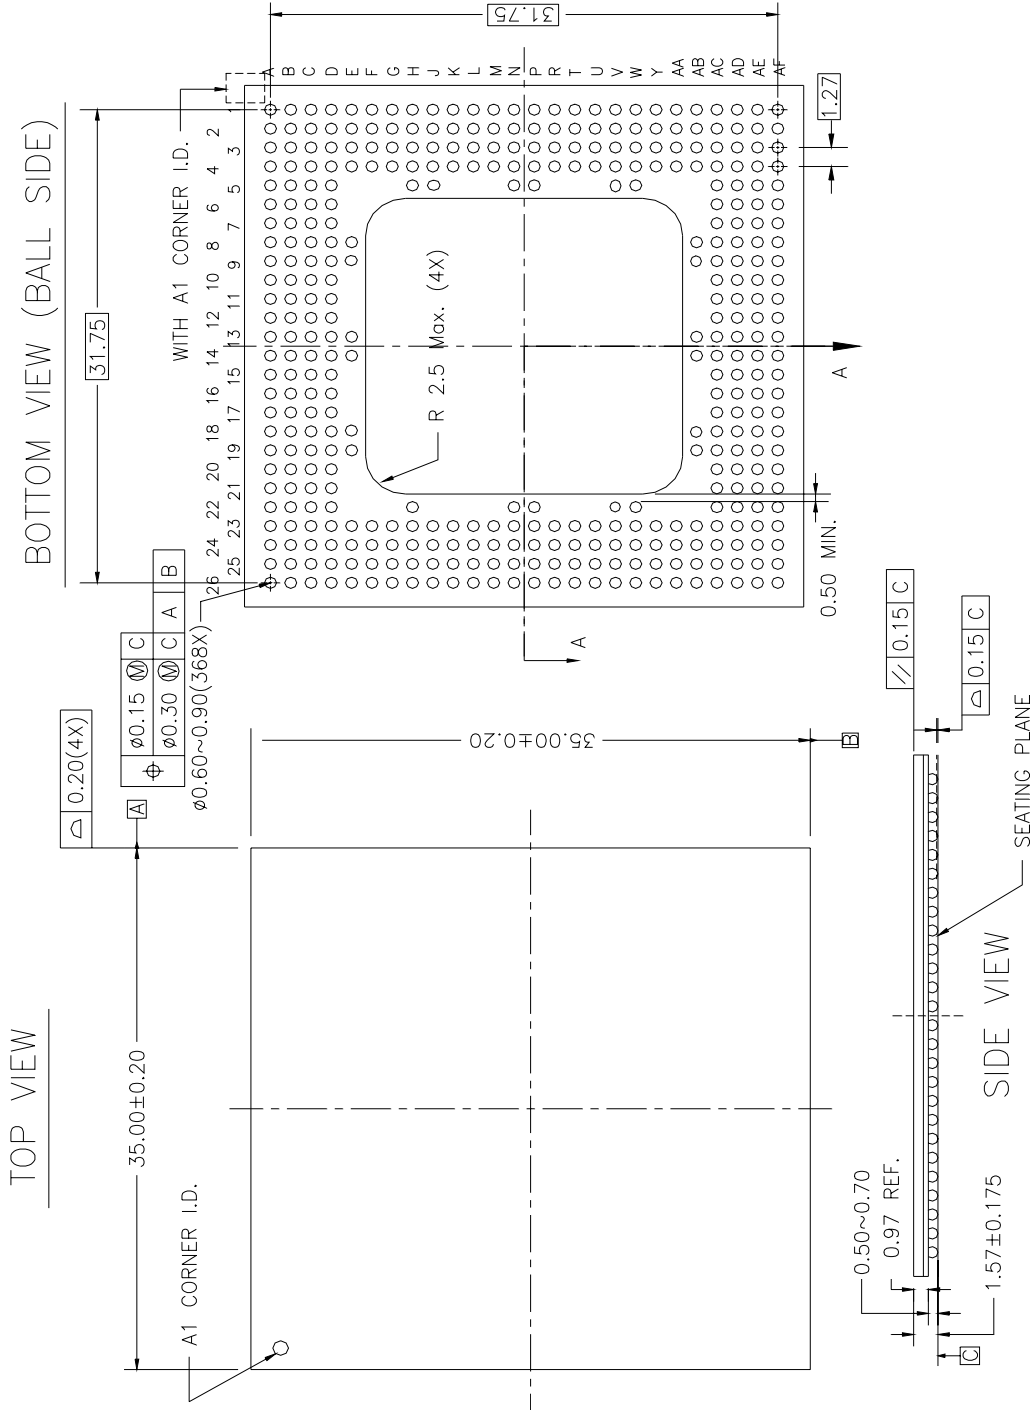 TOP VIEW
A1 CORNER I.D.
35.00±0.20
A
0.20(4X)
35.00±0.20
B
BOTTOM VIEW (BALL SIDE)
WITH A1 CORNER I.D.
31.75
31.75
1.27
ø0.15 Ⓜ C
ø0.30 Ⓜ C A B
ø0.60~0.90(368X)
26 25 24 23 22 21 20 19 18 17 16 15 14 13 12 11 10 9 8 7 6 5 4 3 2 1
A
B
C
D
E
F
G
H
J
K
L
M
N
P
R
T
U
V
W
Y
AA
AB
AC
AD
AE
AF
R 2.5 Max. (4X)
A
A
0.50 MIN.
// 0.15 C
0.15 C
SEATING PLANE
SIDE VIEW
0.50~0.70
0.97 REF.
1.57±0.175
C